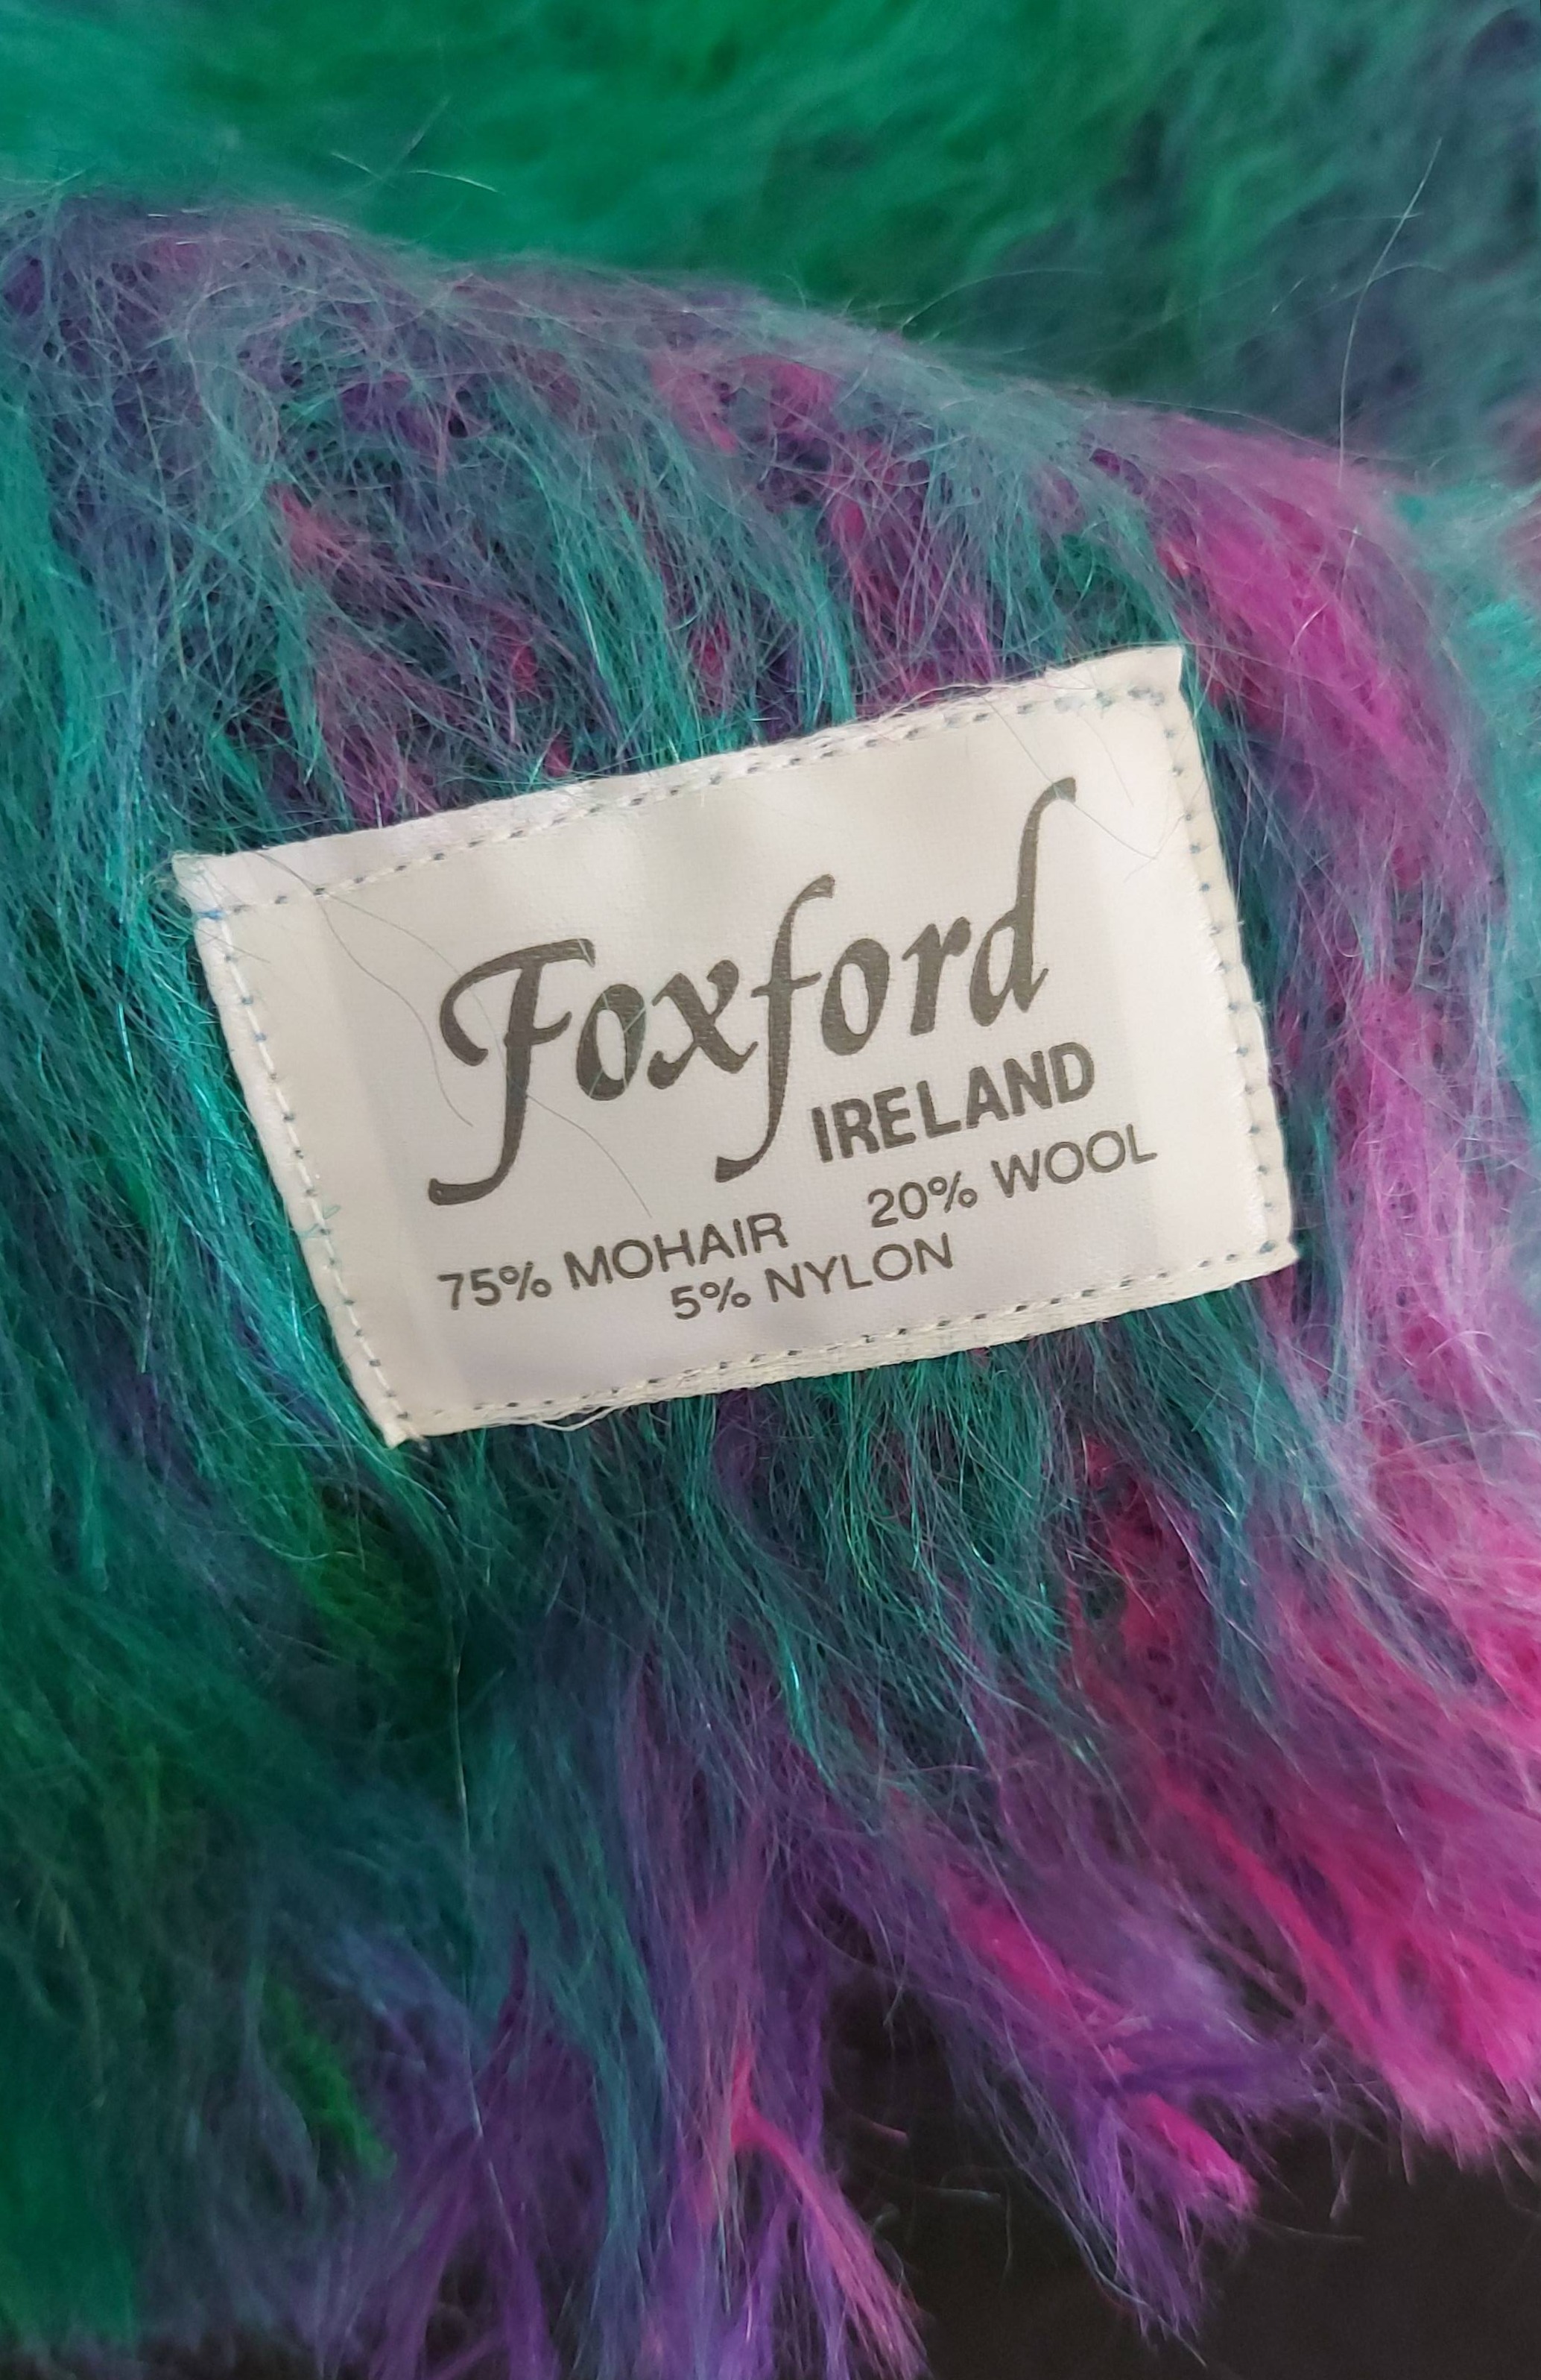 Foxford
IRELAND
75% MOHAIR 20% WOOL
5% NYLON